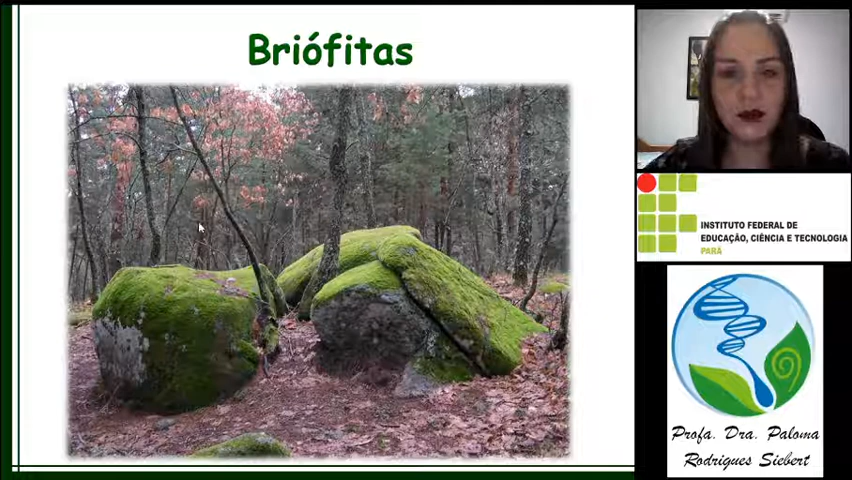 Briófitas
INSTITUTO FEDERAL DE
EDUCAÇÃO, CIÊNCIA E TECNOLOGIA
PARÁ
Profa. Dra. Paloma
Rodrigues Siebert